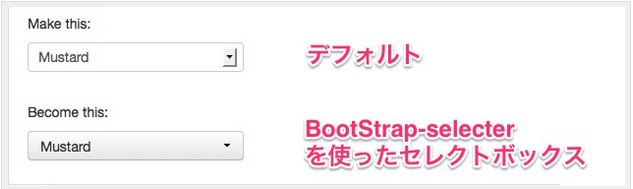 Make this:
Mustard
デフォルト
Become this:
Mustard
BootStrap-selecter
を使ったセレクトボックス